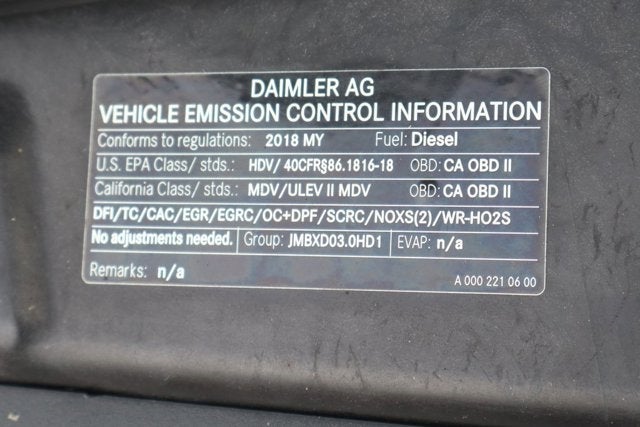 DAIMLER AG
VEHICLE EMISSION CONTROL INFORMATION
Conforms to regulations: 2018 MY Fuel: Diesel
U.S. EPA Class/ stds.: HDV/ 40CFR§86.1816-18 OBD: CA OBD II
California Class/ stds.: MDV/ULEV II MDV OBD: CA OBD II
DFI/TC/CAC/EGR/EGRC/OC+DPF/SCRC/NOXS(2)/WR-HO2S
No adjustments needed. Group: JMBXD03.0HD1 EVAP: n/a
Remarks: n/a
A 000 221 06 00